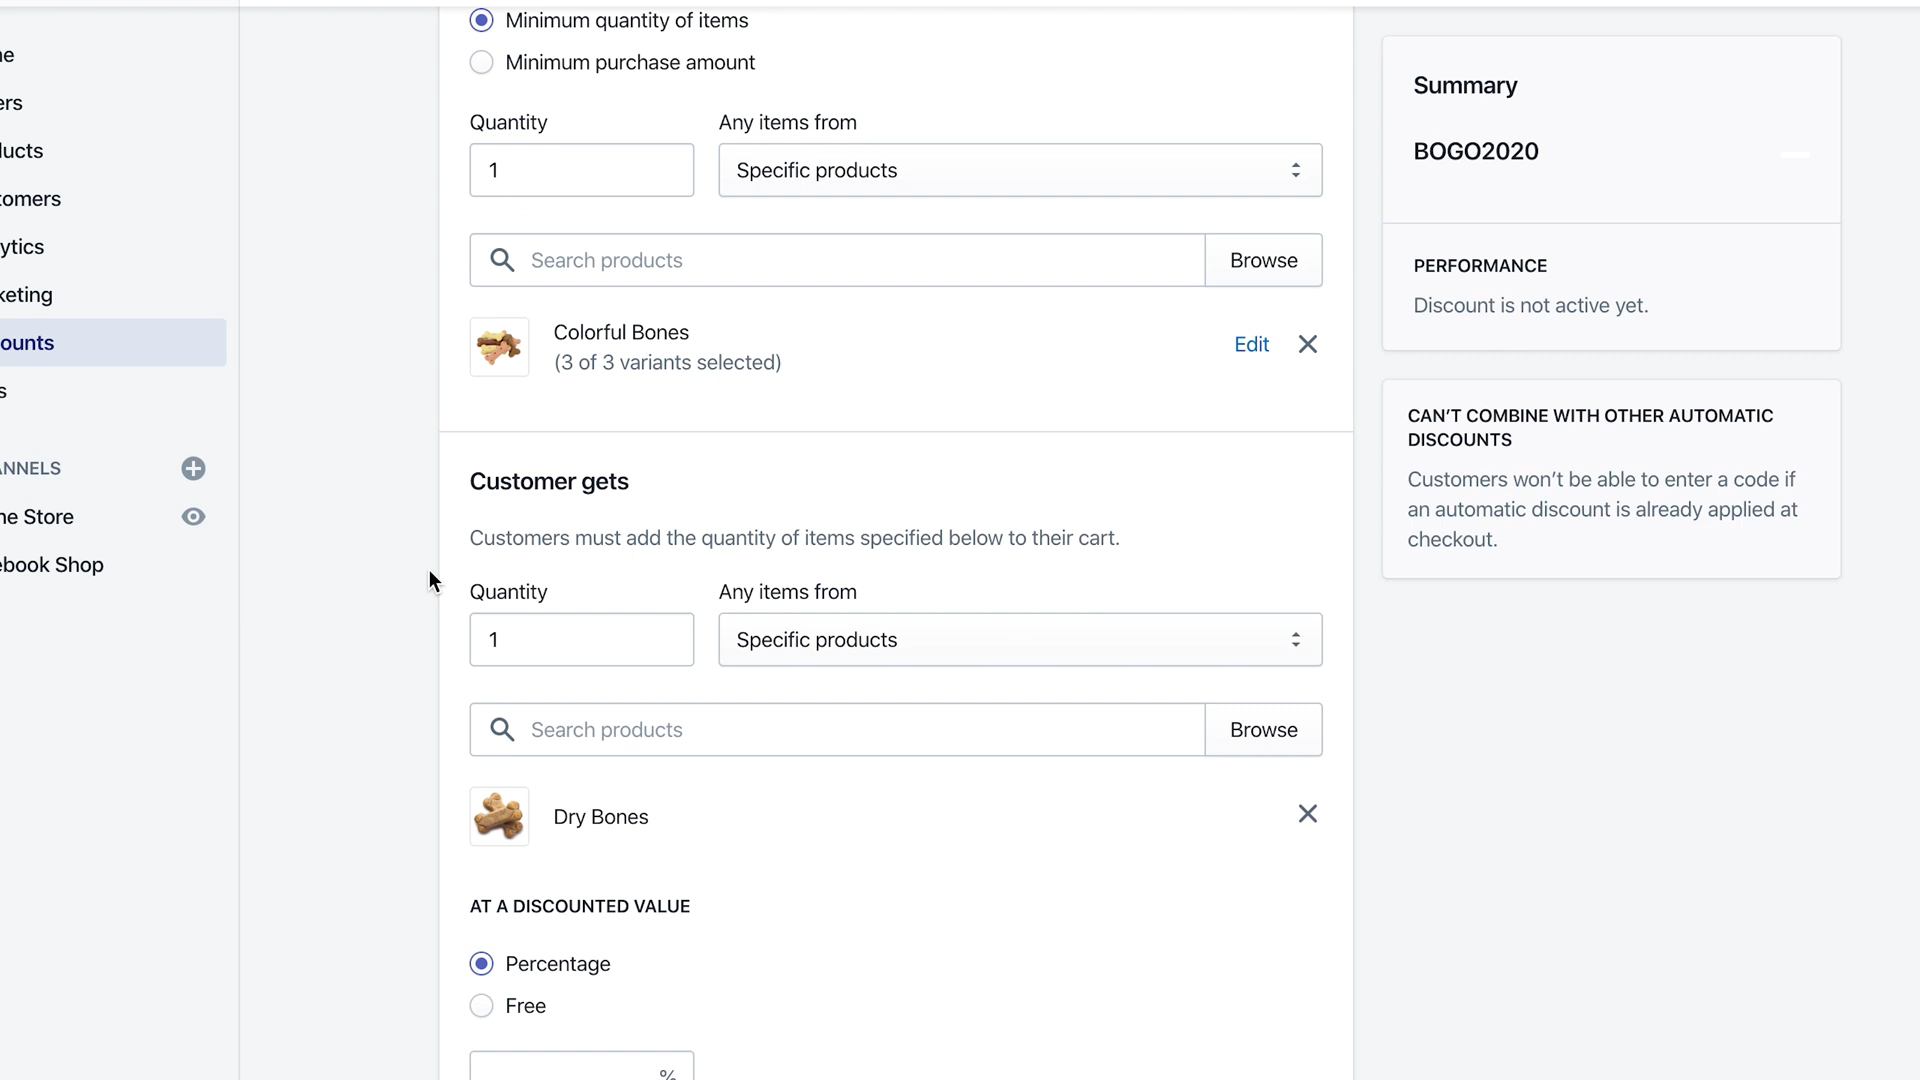 Minimum quantity of items
Minimum purchase amount
Quantity
Any items from
1
Specific products
Search products
Browse
Colorful Bones
(3 of 3 variants selected)
Edit
Customer gets
Customers must add the quantity of items specified below to their cart.
Quantity
Any items from
1
Specific products
Search products
Browse
Dry Bones
AT A DISCOUNTED VALUE
Percentage
Free
%
ne
ers
ducts
tomers
ytics
keting
ounts
s
ANNELS
ne Store
ebook Shop
Summary
BOGO2020
PERFORMANCE
Discount is not active yet.
CAN'T COMBINE WITH OTHER AUTOMATIC
DISCOUNTS
Customers won't be able to enter a code if
an automatic discount is already applied at
checkout.